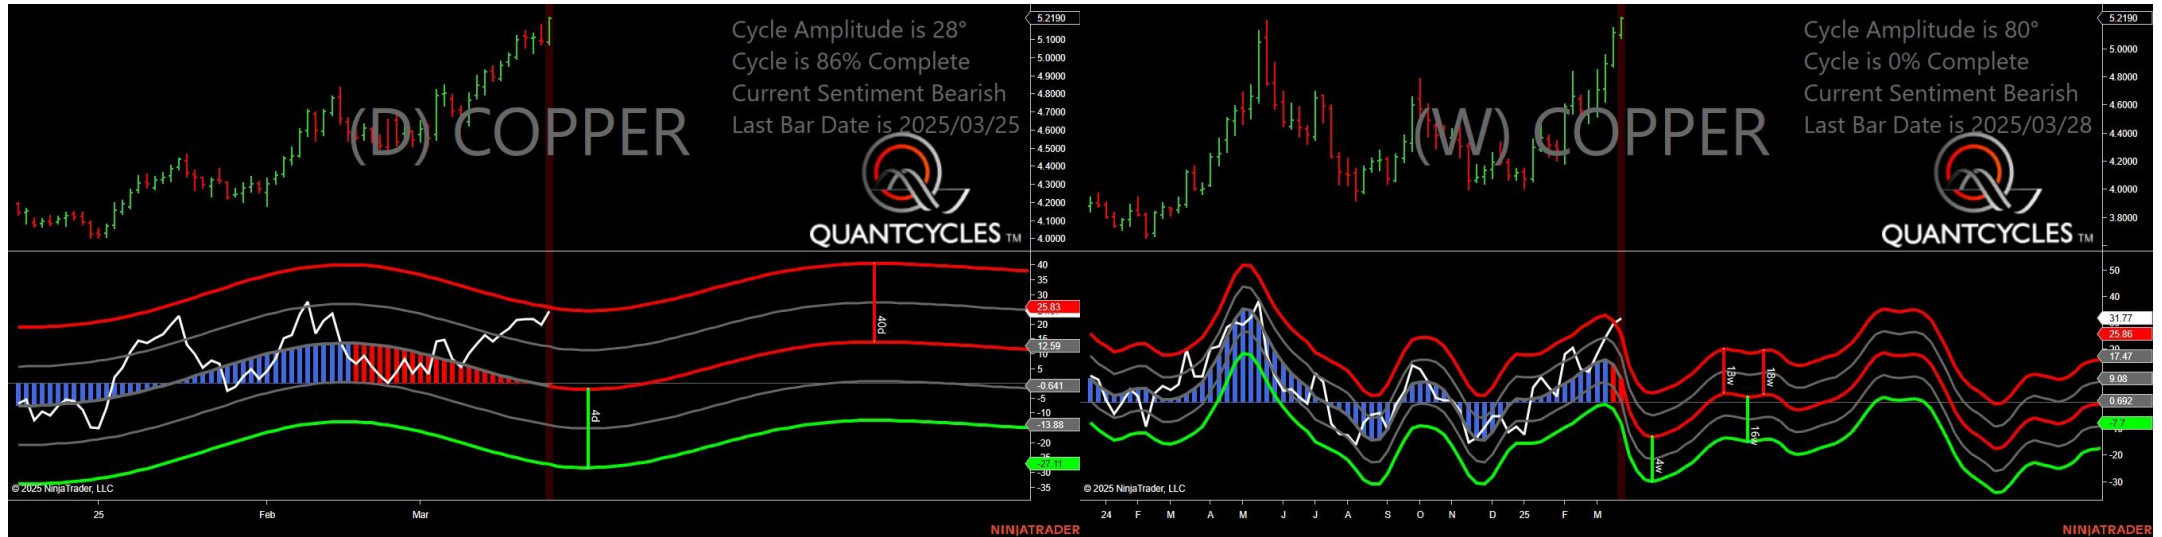 Cycle Amplitude is 28°
Cycle is 86% Complete
Current Sentiment Bearish
Last Bar Date is 2025/03/25
(D) COPPER
QUANTCYCLES TM
5.2190
5.1000
5.0000
4.9000
4.8000
4.7000
4.6000
4.5000
4.4000
4.3000
4.2000
4.1000
4.0000
40
35
30
25.83
20
15
12.59
10
5
-0.641
-5
-10
-13.88
-20
-27.11
-30
-35
40d
4d
© 2025 NinjaTrader, LLC
25 Feb Mar
NINJATRADER
Cycle Amplitude is 80°
Cycle is 0% Complete
Current Sentiment Bearish
Last Bar Date is 2025/03/28
(W) COPPER
QUANTCYCLES TM
5.2190
5.0000
4.8000
4.6000
4.4000
4.2000
4.0000
3.8000
50
40
31.77
25.86
17.47
9.08
0.692
-7.7
-20
-30
18w
18w
16w
4w
© 2025 NinjaTrader, LLC
24 F M A M J J A S O N D 25 F M
NINJATRADER